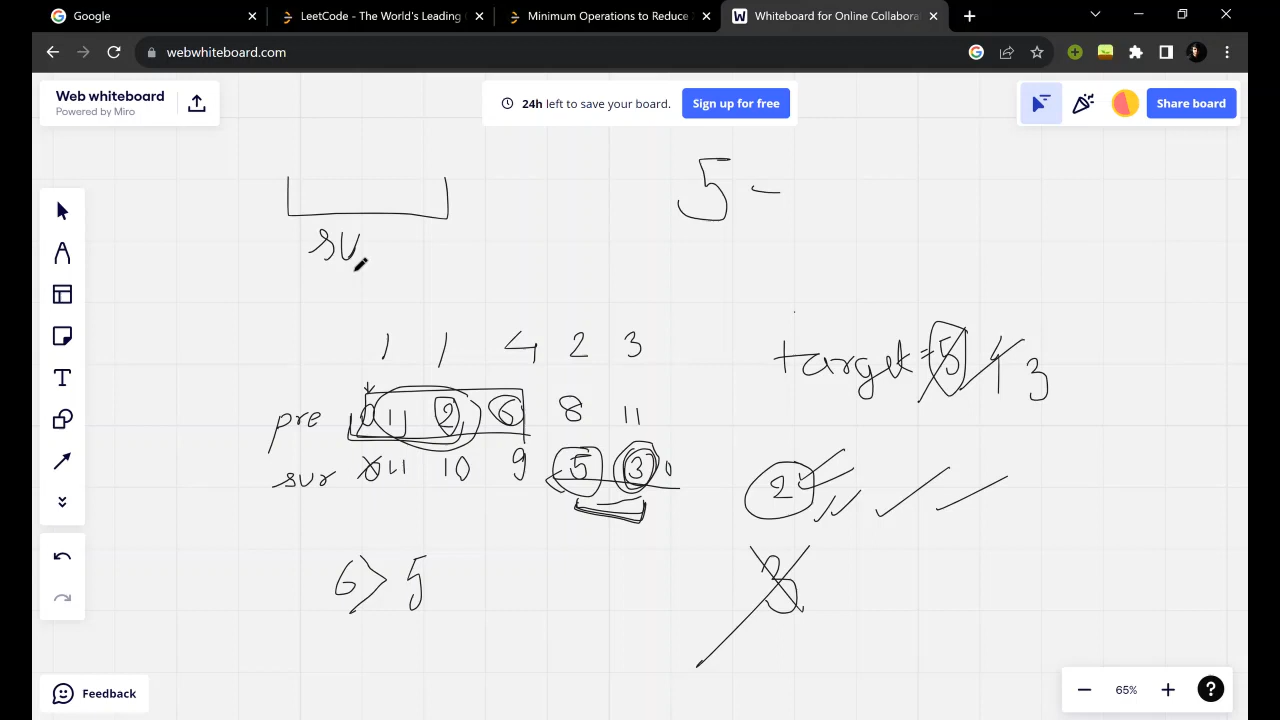 Google
LeetCode - The World's Leading
Minimum Operations to Reduce
Whiteboard for Online Collabora
webwhiteboard.com
Web whiteboard
Powered by Miro
24h left to save your board.
Sign up for free
Share board
5 -
su
1 1 4 2 3
target = 5 4 3
pre 0 1 2 6 8 11
sur 11 10 9 5 3 0
2
6 > 5
3
T
Feedback
65%
?